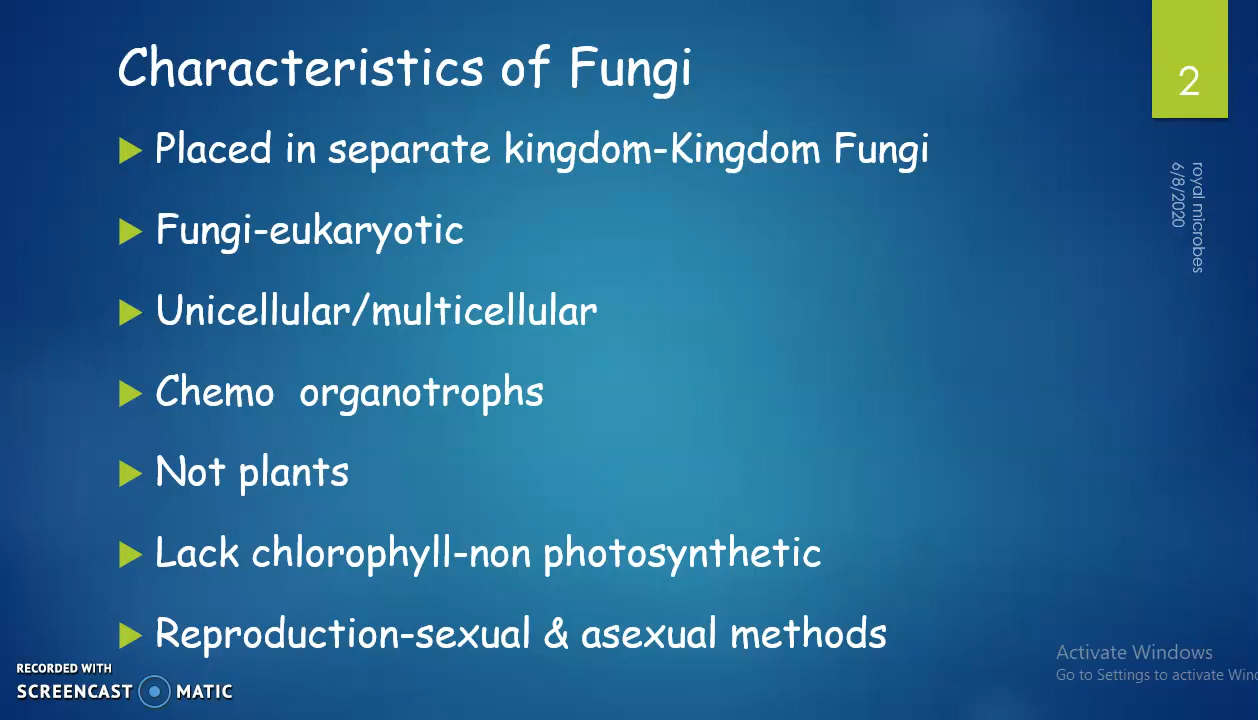 Characteristics of Fungi
Placed in separate kingdom-Kingdom Fungi
Fungi-eukaryotic
Unicellular/multicellular
Chemo organotrophs
Not plants
Lack chlorophyll-non photosynthetic
Reproduction-sexual & asexual methods
2
royal microbes
6/8/2020
RECORDED WITH
SCREENCAST MATIC
Activate Windows
Go to Settings to activate Wind